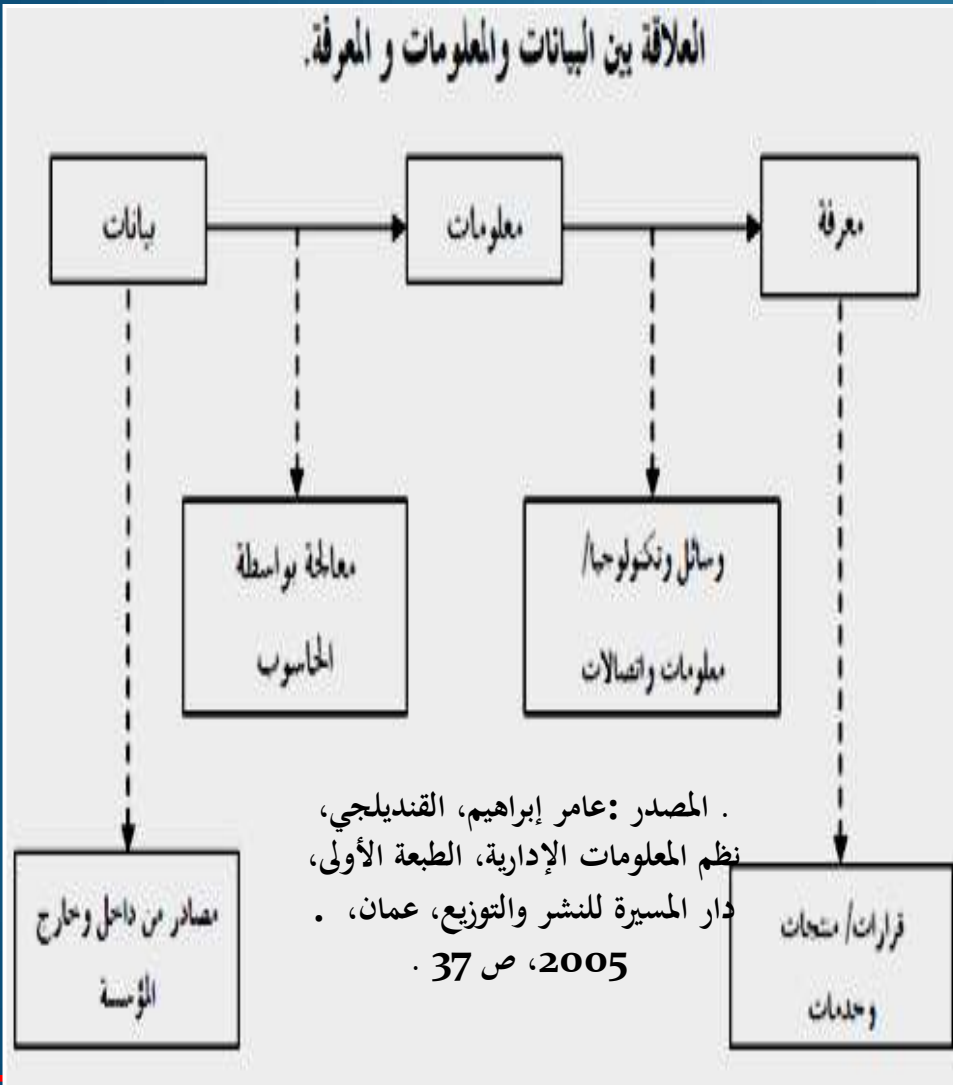 العلاقة بين البيانات والمعلومات و المعرفة.
بيانات
معلومات
معرفة
معالجة بواسطة
الحاسوب
وسائل وتكنولوجيا/
معلومات واتصالات
مصادر من داخل وخارج
المؤسسة
قرارات/ منتجات
وخدمات
. المصدر :عامر إبراهيم، القنديلجي،
نظم المعلومات الإدارية، الطبعة الأولى،
دار المسيرة للنشر والتوزيع، عمان، .
2005، ص 37 .